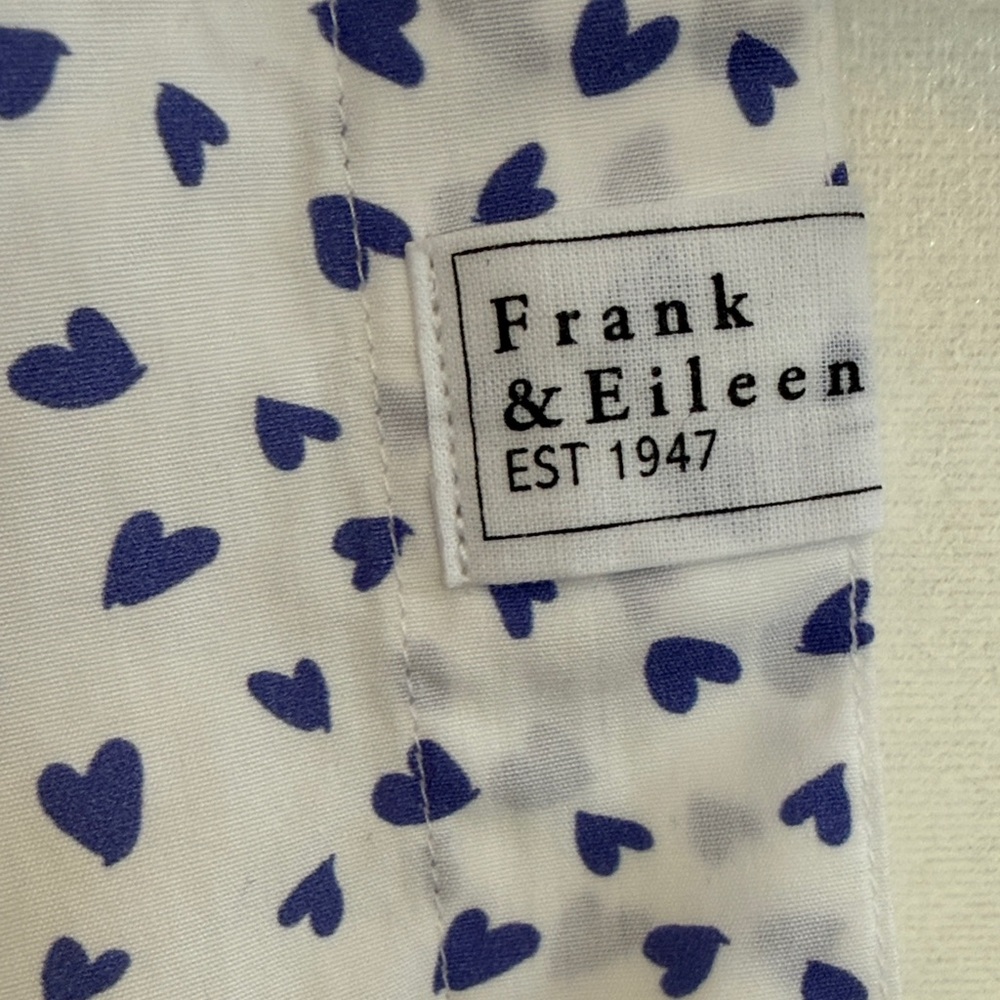 Frank
& Eileen
EST 1947